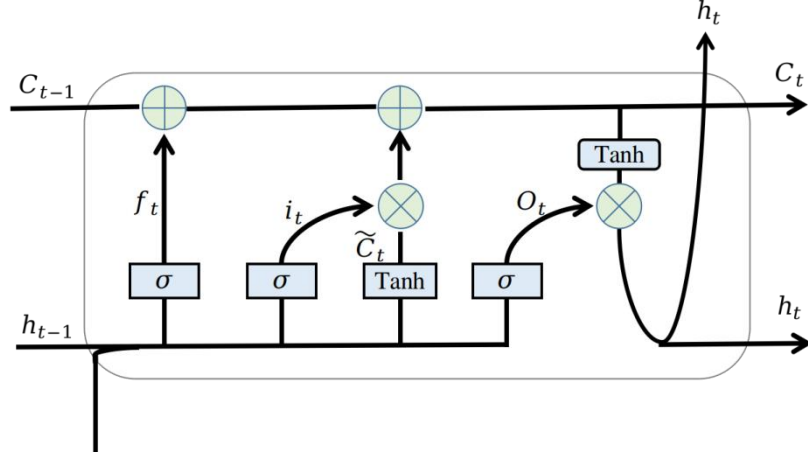 h_t
C_{t-1}
C_t
Tanh
f_t
i_t
O_t
C̃_t
σ
σ
Tanh
σ
h_{t-1}
h_t